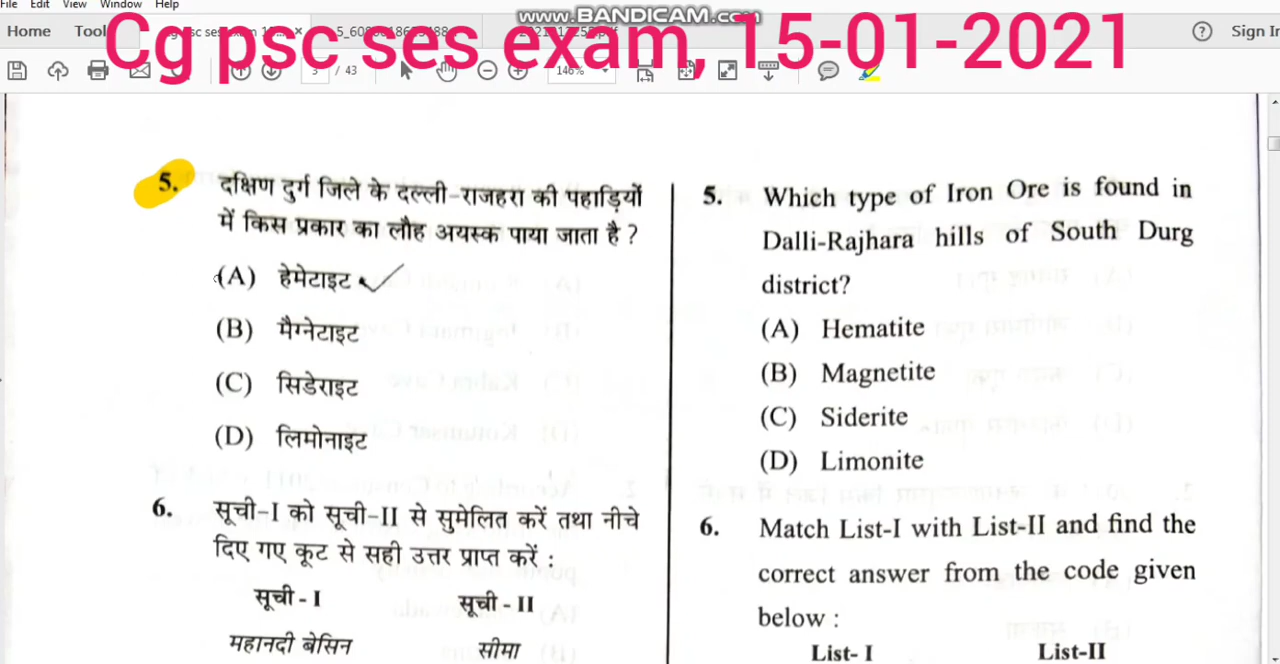 www.BANDICAM.com
File Edit View Window Help
Home
Cg psc ses exam, 15-01-2021
Sign In
3 / 43
146%
5. दक्षिण दुर्ग जिले के दल्ली-राजहरा की पहाड़ियों
में किस प्रकार का लौह अयस्क पाया जाता है ?
(A) हेमेटाइट
(B) मैग्नेटाइट
(C) सिडेराइट
(D) लिमोनाइट
6. सूची-I को सूची-II से सुमेलित करें तथा नीचे
दिए गए कूट से सही उत्तर प्राप्त करें :
सूची - I सूची - II
महानदी बेसिन सीमा
5. Which type of Iron Ore is found in
Dalli-Rajhara hills of South Durg
district?
(A) Hematite
(B) Magnetite
(C) Siderite
(D) Limonite
6. Match List-I with List-II and find the
correct answer from the code given
below :
List- I List-II